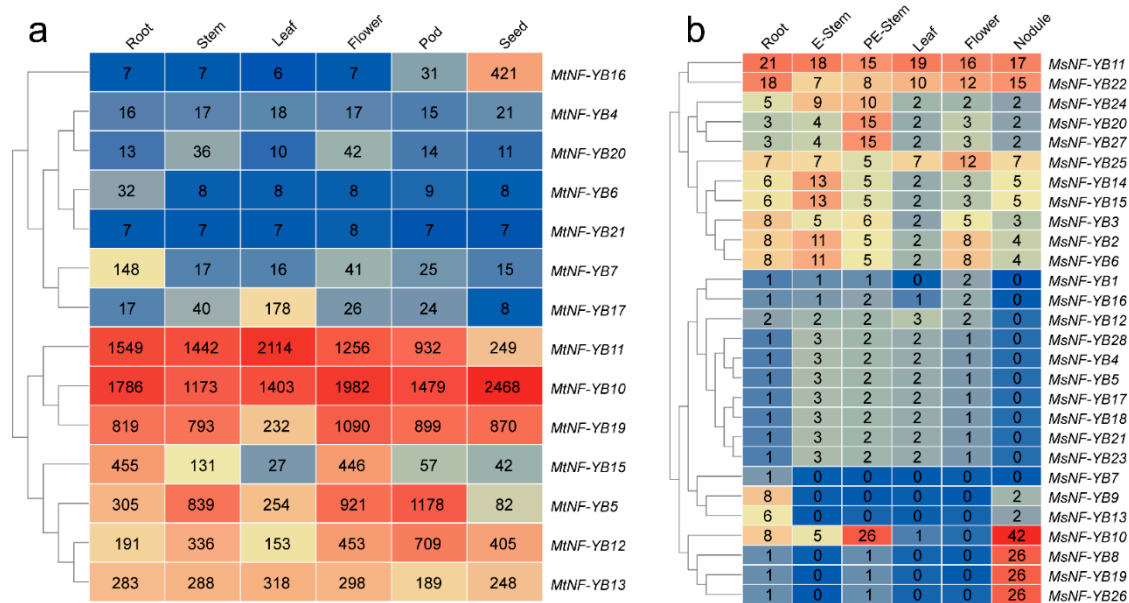 a
Root Stem Leaf Flower Pod Seed
7 7 6 7 31 421 MtNF-YB16
16 17 18 17 15 21 MtNF-YB4
13 36 10 42 14 11 MtNF-YB20
32 8 8 8 9 8 MtNF-YB6
7 7 7 8 7 7 MtNF-YB21
148 17 16 41 25 15 MtNF-YB7
17 40 178 26 24 8 MtNF-YB17
1549 1442 2114 1256 932 249 MtNF-YB11
1786 1173 1403 1982 1479 2468 MtNF-YB10
819 793 232 1090 899 870 MtNF-YB19
455 131 27 446 57 42 MtNF-YB15
305 839 254 921 1178 82 MtNF-YB5
191 336 153 453 709 405 MtNF-YB12
283 288 318 298 189 248 MtNF-YB13
b
Root E-Stem PE-Stem Leaf Flower Nodule
21 18 15 19 16 17 MsNF-YB11
18 7 8 10 12 15 MsNF-YB22
5 9 10 2 2 2 MsNF-YB24
3 4 15 2 3 2 MsNF-YB20
3 4 15 2 3 2 MsNF-YB27
7 7 5 7 12 7 MsNF-YB25
6 13 5 2 3 5 MsNF-YB14
6 13 5 2 3 5 MsNF-YB15
8 5 6 2 5 3 MsNF-YB3
8 11 5 2 8 4 MsNF-YB2
8 11 5 2 8 4 MsNF-YB6
1 1 1 0 2 0 MsNF-YB1
1 1 2 1 2 0 MsNF-YB16
2 2 2 3 2 0 MsNF-YB12
1 3 2 2 1 0 MsNF-YB28
1 3 2 2 1 0 MsNF-YB4
1 3 2 2 1 0 MsNF-YB5
1 3 2 2 1 0 MsNF-YB17
1 3 2 2 1 0 MsNF-YB18
1 3 2 2 1 0 MsNF-YB21
1 3 2 2 1 0 MsNF-YB23
1 0 0 0 0 0 MsNF-YB7
8 0 0 0 0 2 MsNF-YB9
6 0 0 0 0 2 MsNF-YB13
8 5 26 1 0 42 MsNF-YB10
1 0 1 0 0 26 MsNF-YB8
1 0 1 0 0 26 MsNF-YB19
1 0 1 0 0 26 MsNF-YB26